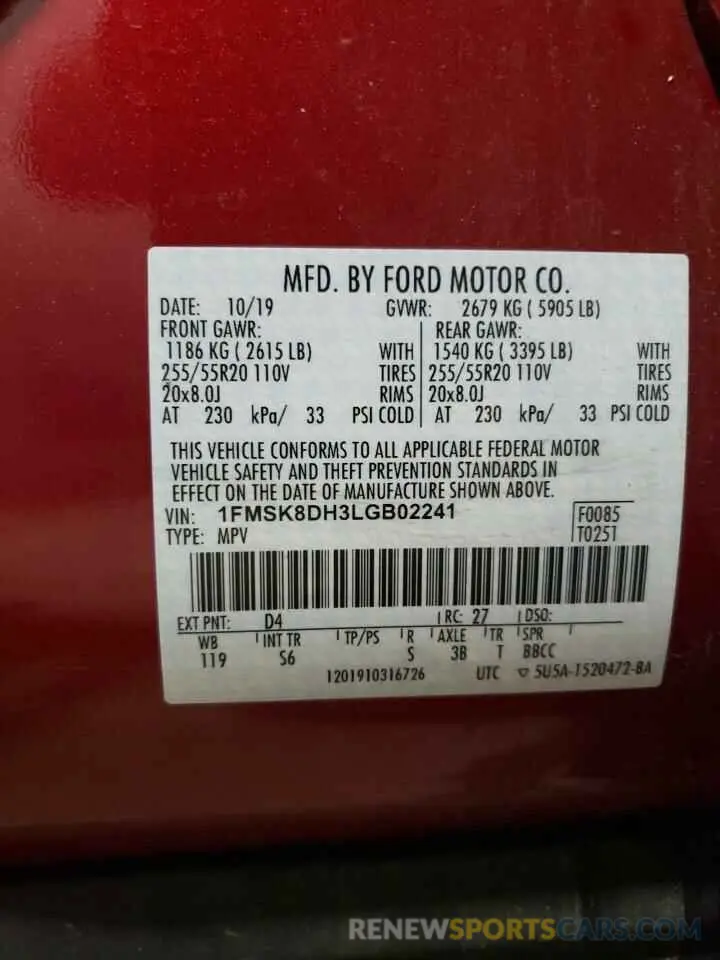 MFD. BY FORD MOTOR CO.
DATE: 10/19 GVWR: 2679 KG ( 5905 LB)
FRONT GAWR: REAR GAWR:
1186 KG ( 2615 LB) WITH 1540 KG ( 3395 LB) WITH
255/55R20 110V TIRES 255/55R20 110V TIRES
20x8.0J RIMS 20x8.0J RIMS
AT 230 kPa/ 33 PSI COLD AT 230 kPa/ 33 PSI COLD
THIS VEHICLE CONFORMS TO ALL APPLICABLE FEDERAL MOTOR
VEHICLE SAFETY AND THEFT PREVENTION STANDARDS IN
EFFECT ON THE DATE OF MANUFACTURE SHOWN ABOVE.
VIN: 1FMSK8DH3LGB02241 F0085
TYPE: MPV T0251
EXT PNT: D4 RC: 27 DSO:
WB INT TR TP/PS R AXLE TR SPR
119 S6 S 3B T BBCC
1201910316726 UTC ▽ 5U5A-1520472-BA
RENEWSPORTSCARS.COM